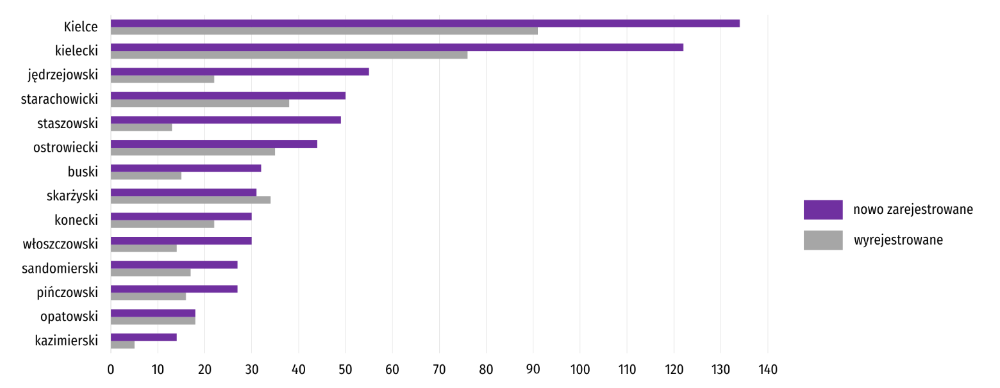 Kielce
kielecki
jędrzejowski
starachowicki
staszowski
ostrowiecki
buski
skarżyski
konecki
włoszczowski
sandomierski
pińczowski
opatowski
kazimierski
0 10 20 30 40 50 60 70 80 90 100 110 120 130 140
nowo zarejestrowane
wyrejestrowane